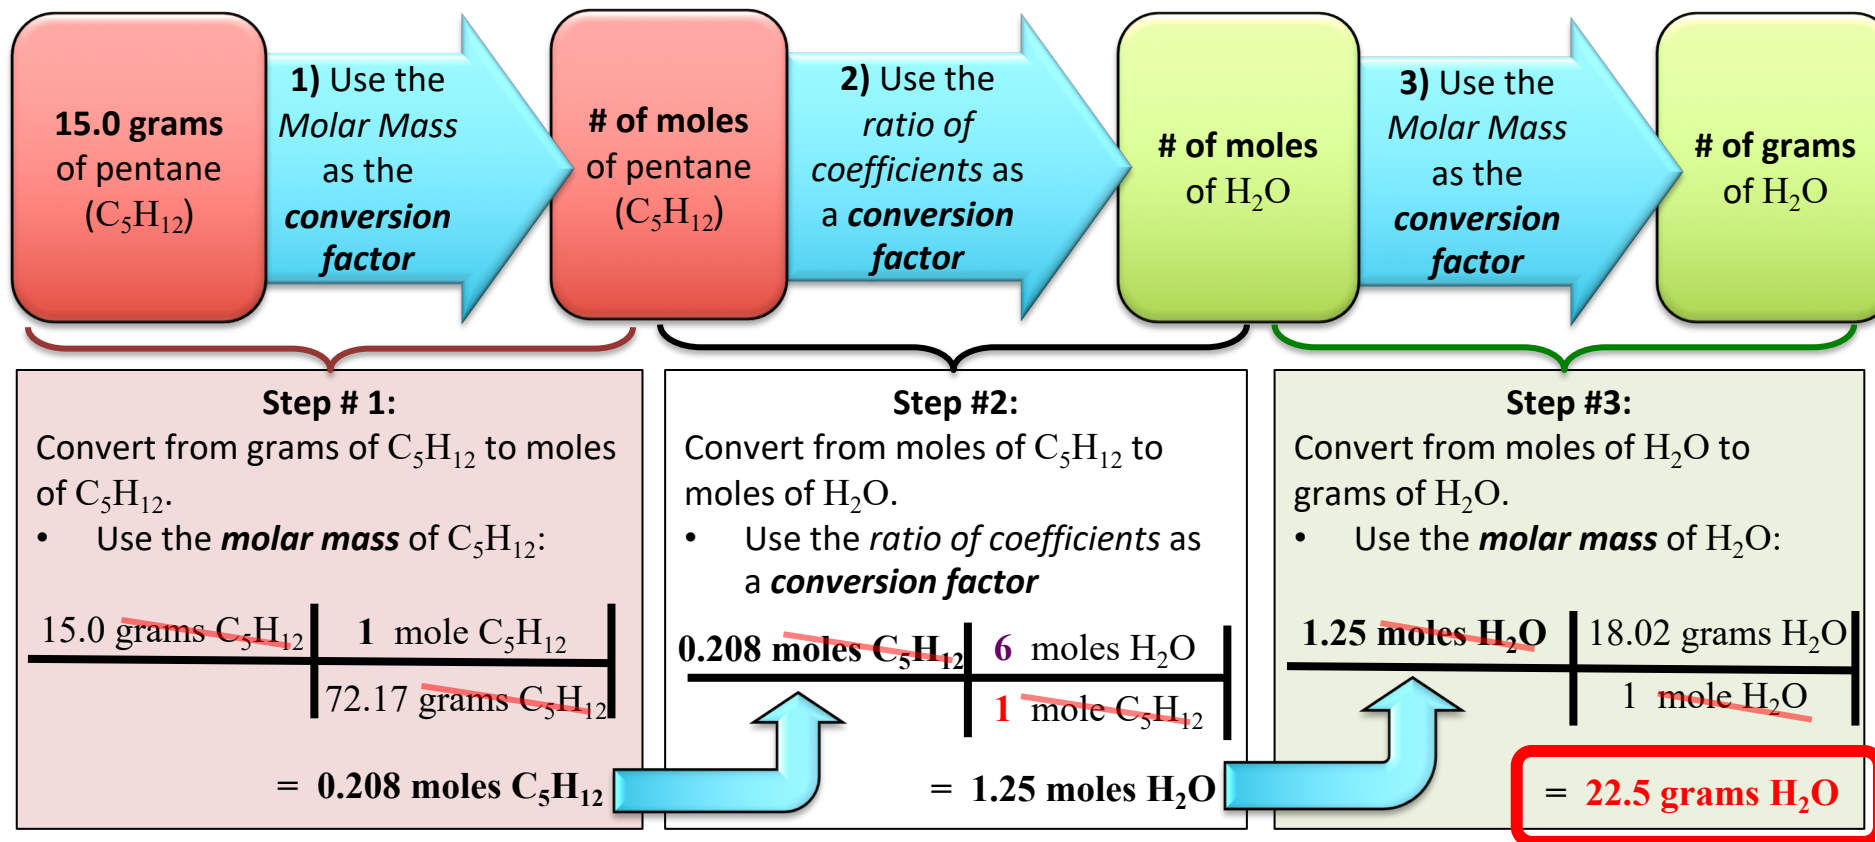 15.0 grams
of pentane
(C₅H₁₂)
1) Use the
Molar Mass
as the
conversion
factor
# of moles
of pentane
(C₅H₁₂)
2) Use the
ratio of
coefficients as
a conversion
factor
# of moles
of H₂O
3) Use the
Molar Mass
as the
conversion
factor
# of grams
of H₂O
Step # 1:
Convert from grams of C₅H₁₂ to moles
of C₅H₁₂.
• Use the molar mass of C₅H₁₂:
15.0 grams C₅H₁₂ 1 mole C₅H₁₂
72.17 grams C₅H₁₂
= 0.208 moles C₅H₁₂
Step #2:
Convert from moles of C₅H₁₂ to
moles of H₂O.
• Use the ratio of coefficients as
a conversion factor
0.208 moles C₅H₁₂ 6 moles H₂O
1 mole C₅H₁₂
= 1.25 moles H₂O
Step #3:
Convert from moles of H₂O to
grams of H₂O.
• Use the molar mass of H₂O:
1.25 moles H₂O 18.02 grams H₂O
1 mole H₂O
= 22.5 grams H₂O